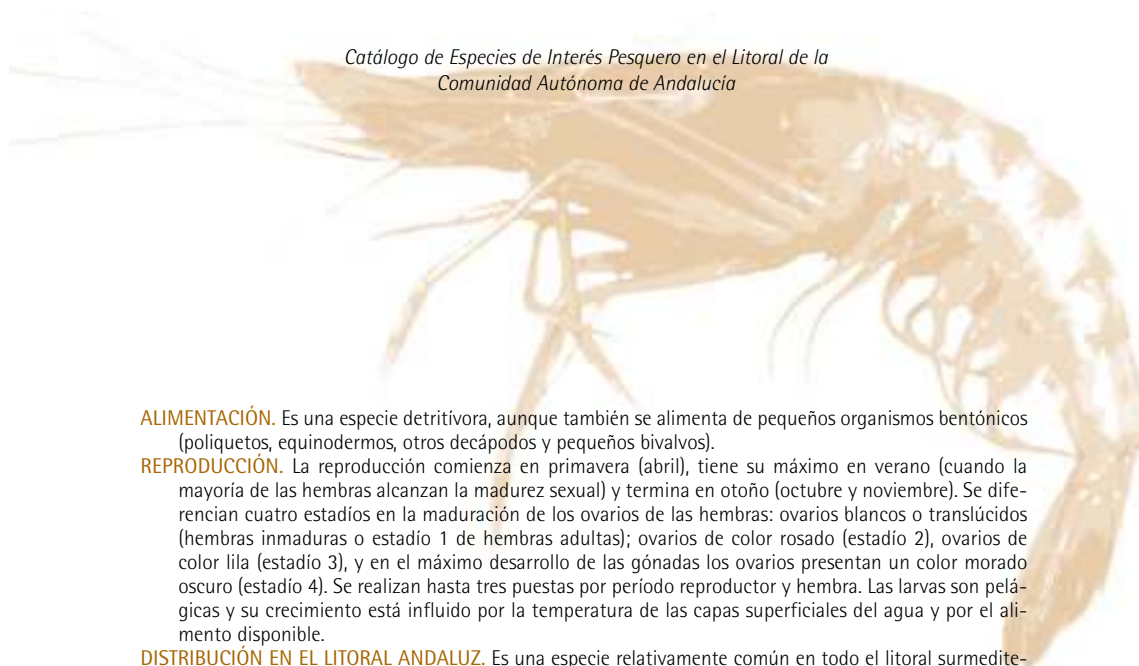 Catálogo de Especies de Interés Pesquero en el Litoral de la
Comunidad Autónoma de Andalucía
ALIMENTACIÓN. Es una especie detritívora, aunque también se alimenta de pequeños organismos bentónicos
(poliquetos, equinodermos, otros decápodos y pequeños bivalvos).
REPRODUCCIÓN. La reproducción comienza en primavera (abril), tiene su máximo en verano (cuando la
mayoría de las hembras alcanzan la madurez sexual) y termina en otoño (octubre y noviembre). Se dife-
rencian cuatro estadíos en la maduración de los ovarios de las hembras: ovarios blancos o translúcidos
(hembras inmaduras o estadío 1 de hembras adultas); ovarios de color rosado (estadío 2), ovarios de
color lila (estadío 3), y en el máximo desarrollo de las gónadas los ovarios presentan un color morado
oscuro (estadío 4). Se realizan hasta tres puestas por período reproductor y hembra. Las larvas son pelá-
gicas y su crecimiento está influido por la temperatura de las capas superficiales del agua y por el ali-
mento disponible.
DISTRIBUCIÓN EN EL LITORAL ANDALUZ. Es una especie relativamente común en todo el litoral surmedite-